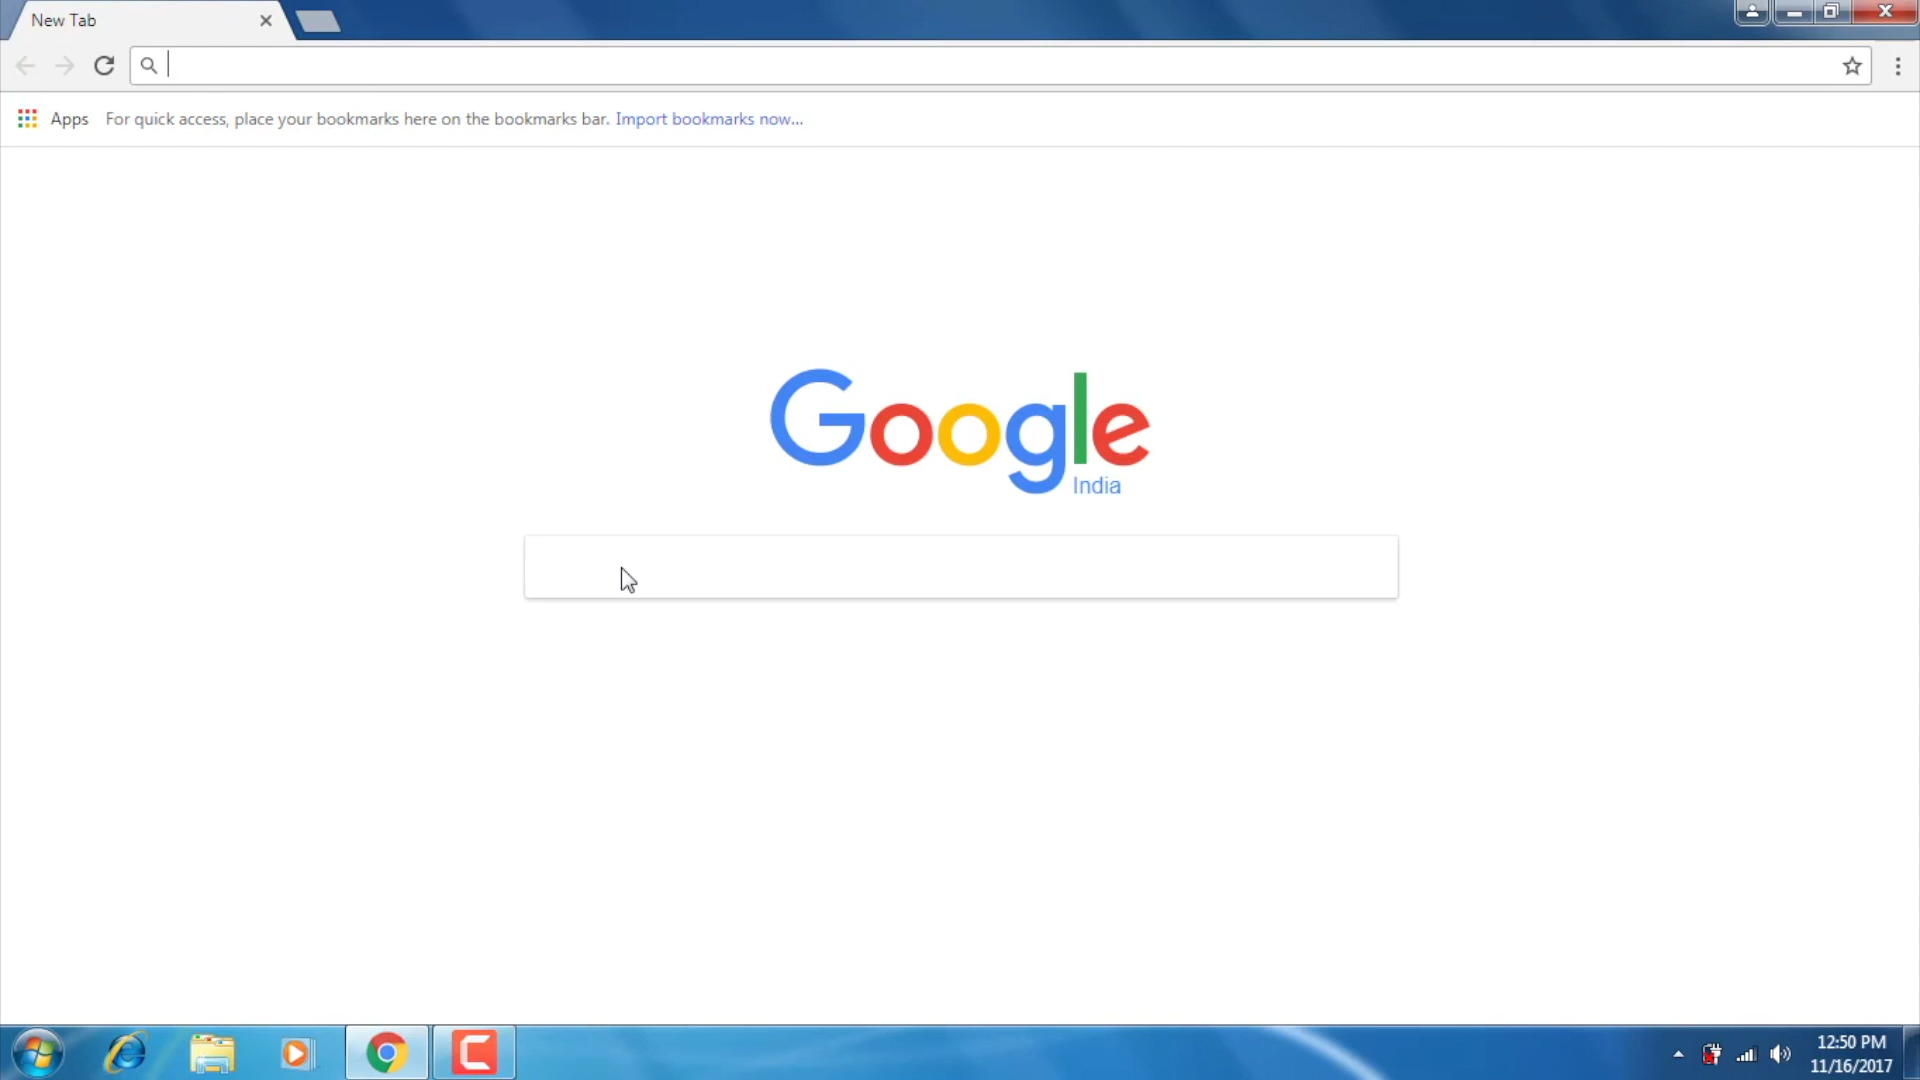 New Tab
Apps For quick access, place your bookmarks here on the bookmarks bar. Import bookmarks now...
Google
India
12:50 PM
11/16/2017